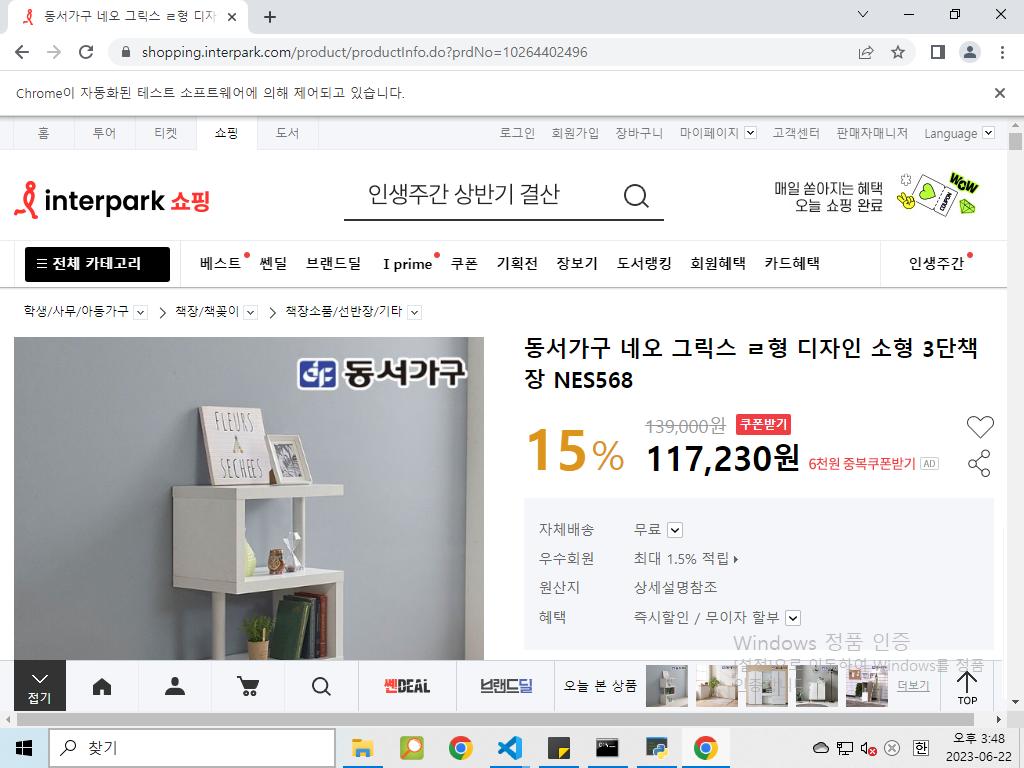 동서가구 네오 그릭스 ㄹ형 디자
shopping.interpark.com/product/productInfo.do?prdNo=10264402496
Chrome이 자동화된 테스트 소프트웨어에 의해 제어되고 있습니다.
홈 투어 티켓 쇼핑 도서 로그인 회원가입 장바구니 마이페이지 고객센터 판매자매니저 Language
interpark 쇼핑 인생주간 상반기 결산
매일 쏟아지는 혜택
오늘 쇼핑 완료
WOW COUPON
전체 카테고리 베스트 쎈딜 브랜드딜 I prime 쿠폰 기획전 장보기 도서랭킹 회원혜택 카드혜택 인생주간
학생/사무/아동가구 책장/책꽂이 책장소품/선반장/기타
동서가구
FLEURS
SECHEES
동서가구 네오 그릭스 ㄹ형 디자인 소형 3단책
장 NES568
15% 139,000원 쿠폰받기
117,230원 6천원 중복쿠폰받기 AD
자체배송 무료
우수회원 최대 1.5% 적립
원산지 상세설명참조
혜택 즉시할인 / 무이자 할부
Windows 정품 인증
[설정]으로 이동하여 Windows를 정품
접기 쎈DEAL 브랜드딜 오늘 본 상품 더보기 TOP
찾기
한
오후 3:48
2023-06-22